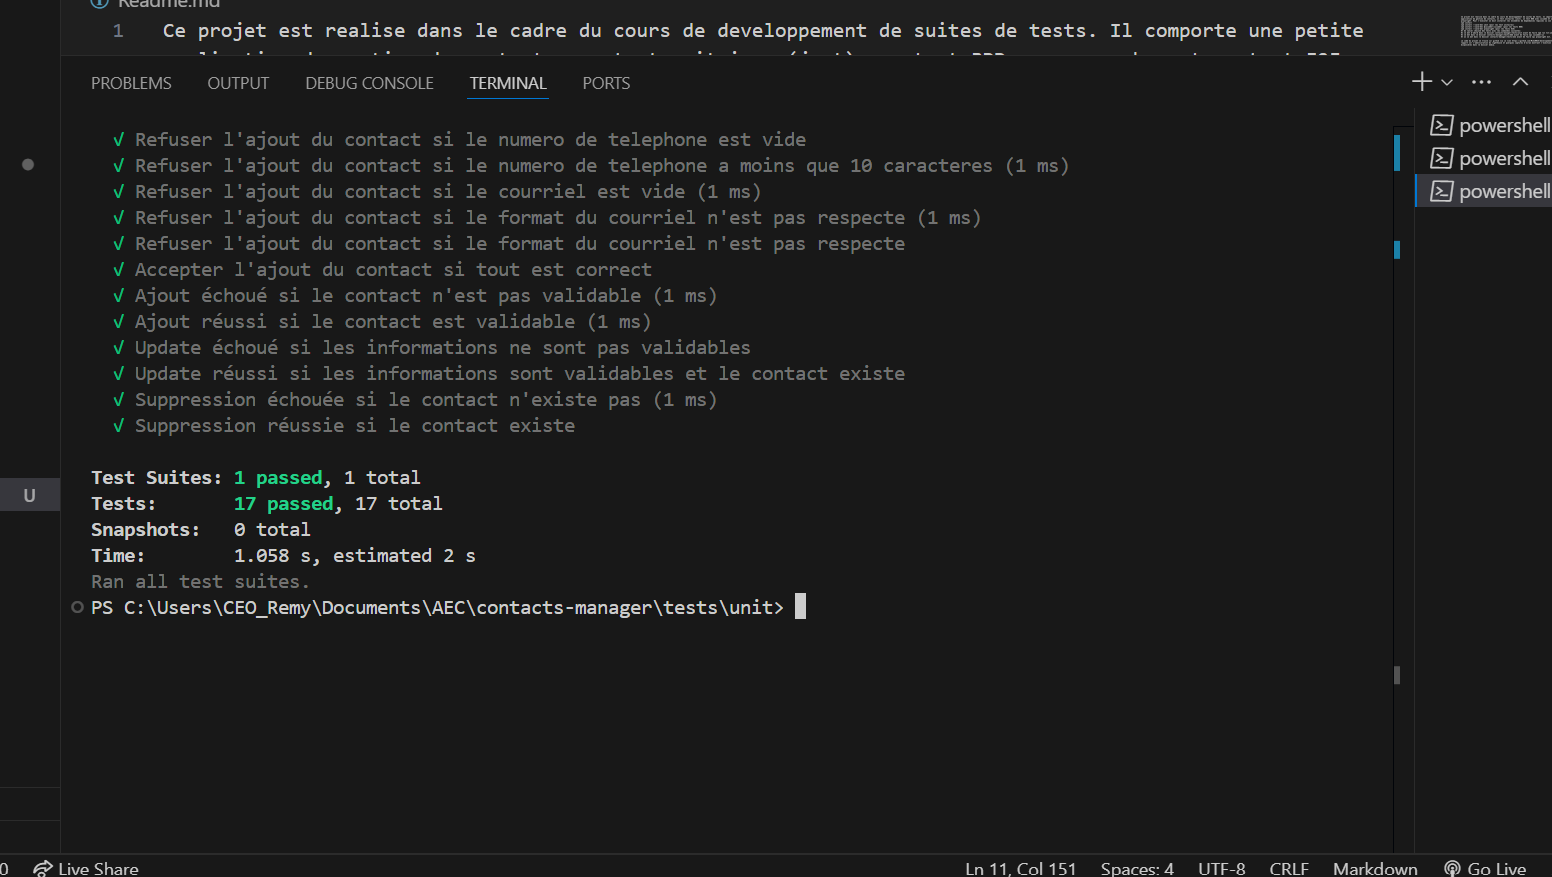 Readme.md
1 Ce projet est realise dans le cadre du cours de developpement de suites de tests. Il comporte une petite
PROBLEMS OUTPUT DEBUG CONSOLE TERMINAL PORTS
√ Refuser l'ajout du contact si le numero de telephone est vide
√ Refuser l'ajout du contact si le numero de telephone a moins que 10 caracteres (1 ms)
√ Refuser l'ajout du contact si le courriel est vide (1 ms)
√ Refuser l'ajout du contact si le format du courriel n'est pas respecte (1 ms)
√ Refuser l'ajout du contact si le format du courriel n'est pas respecte
√ Accepter l'ajout du contact si tout est correct
√ Ajout échoué si le contact n'est pas validable (1 ms)
√ Ajout réussi si le contact est validable (1 ms)
√ Update échoué si les informations ne sont pas validables
√ Update réussi si les informations sont validables et le contact existe
√ Suppression échouée si le contact n'existe pas (1 ms)
√ Suppression réussie si le contact existe
Test Suites: 1 passed, 1 total
Tests: 17 passed, 17 total
Snapshots: 0 total
Time: 1.058 s, estimated 2 s
Ran all test suites.
PS C:\Users\CEO_Remy\Documents\AEC\contacts-manager\tests\unit>
powershell
powershell
powershell
U
0 Live Share Ln 11, Col 151 Spaces: 4 UTF-8 CRLF Markdown Go Live